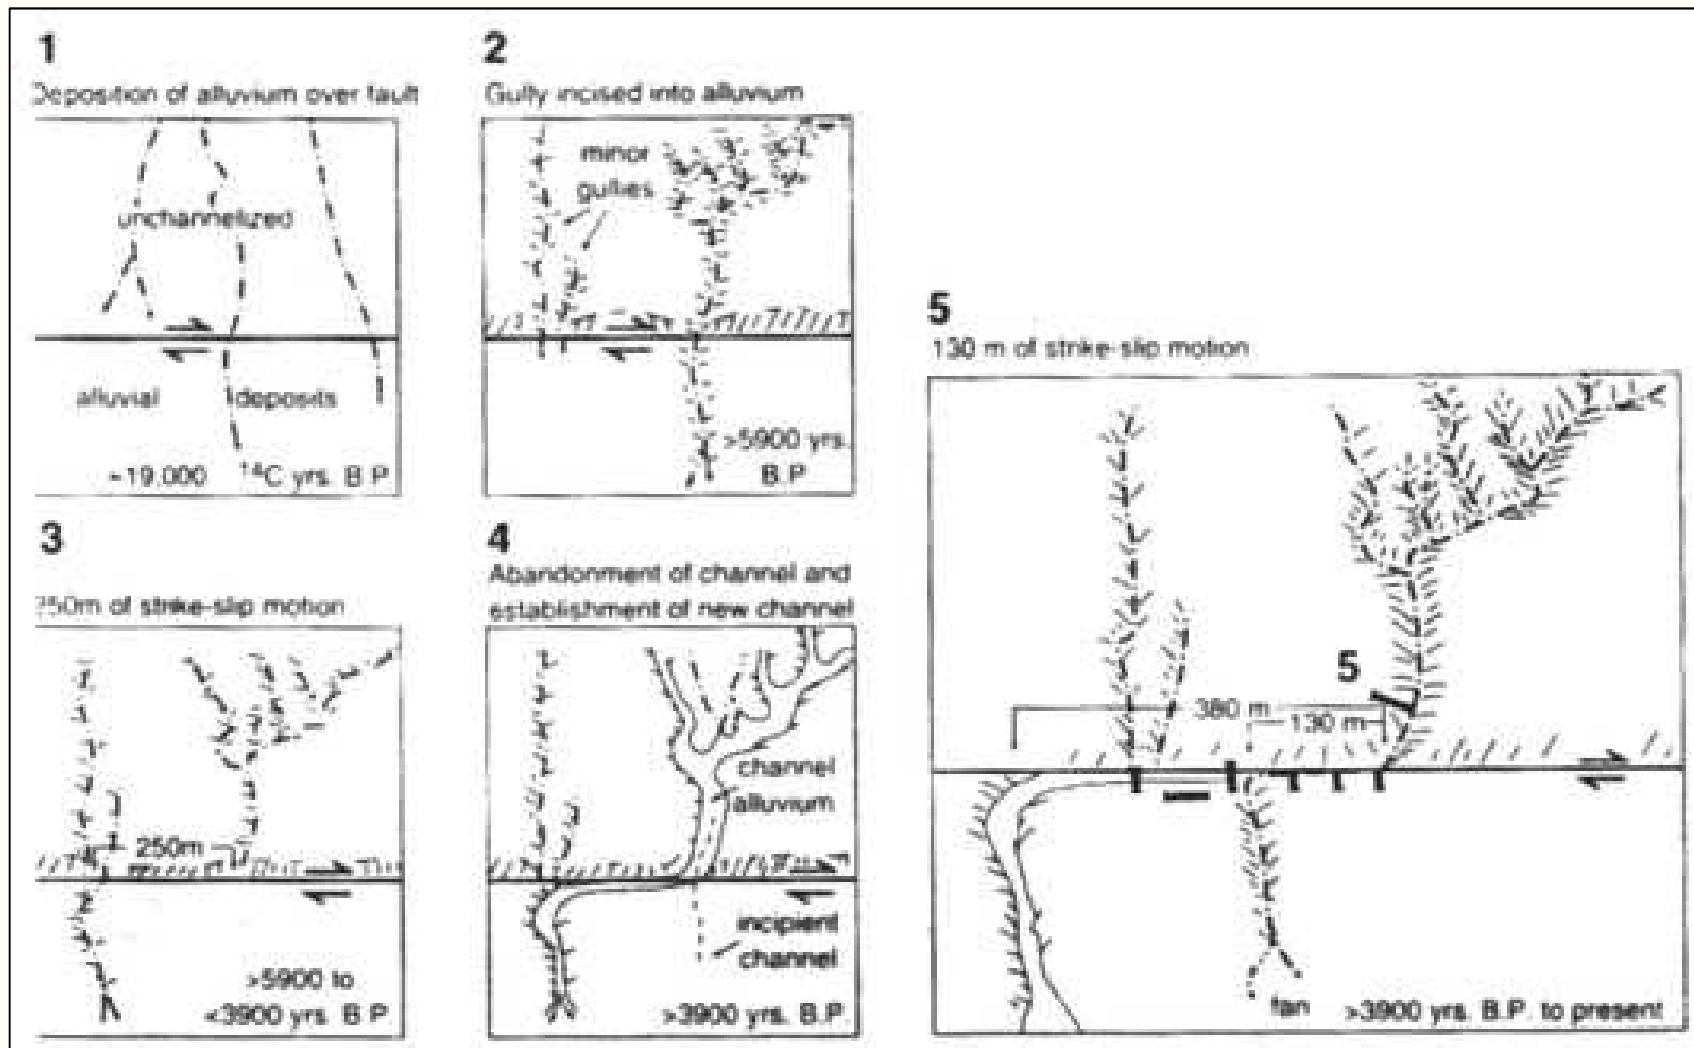 1
Deposition of alluvium over fault
unchannelized
alluvial deposits
~19,000 14C yrs. B.P
2
Gully incised into alluvium
minor
gullies
>5900 yrs.
B.P
3
250m of strike-slip motion
250m
>5900 to
<3900 yrs. B.P
4
Abandonment of channel and
establishment of new channel
channel
alluvium
incipient
channel
>3900 yrs. B.P
5
130 m of strike-slip motion
5
380 m
130 m
fan
>3900 yrs. B.P. to present